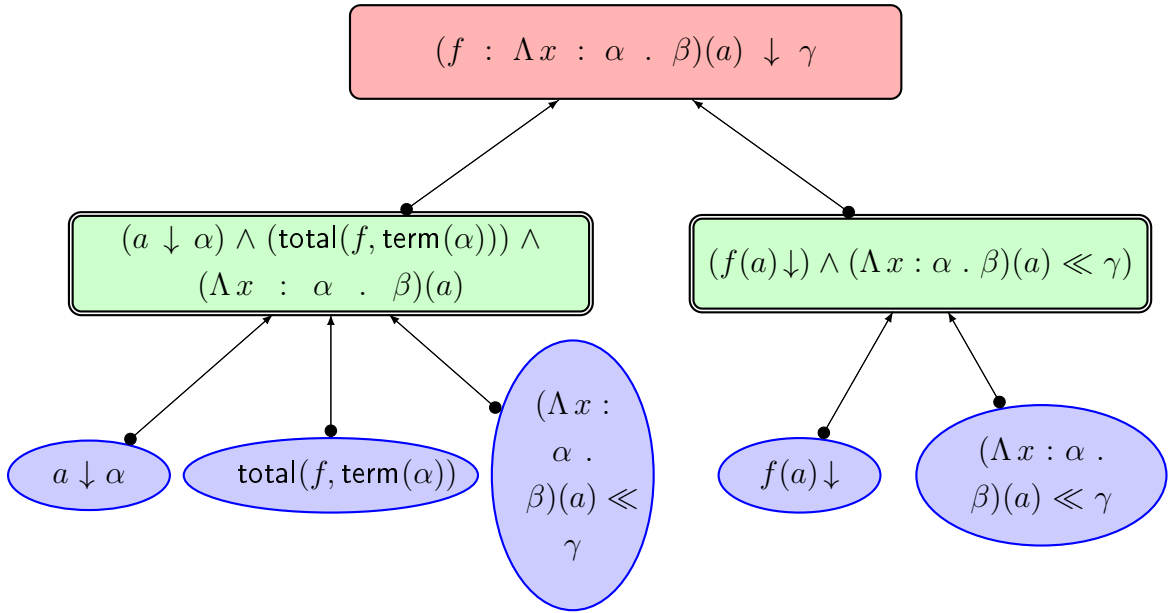 (f : Λ x : α . β)(a) ↓ γ
(a ↓ α) ∧ (total(f, term(α))) ∧
(Λ x : α . β)(a)
(f(a)↓) ∧ (Λ x : α . β)(a) ≪ γ)
a ↓ α
total(f, term(α))
(Λ x :
α .
β)(a) ≪
γ
f(a)↓
(Λ x : α .
β)(a) ≪ γ